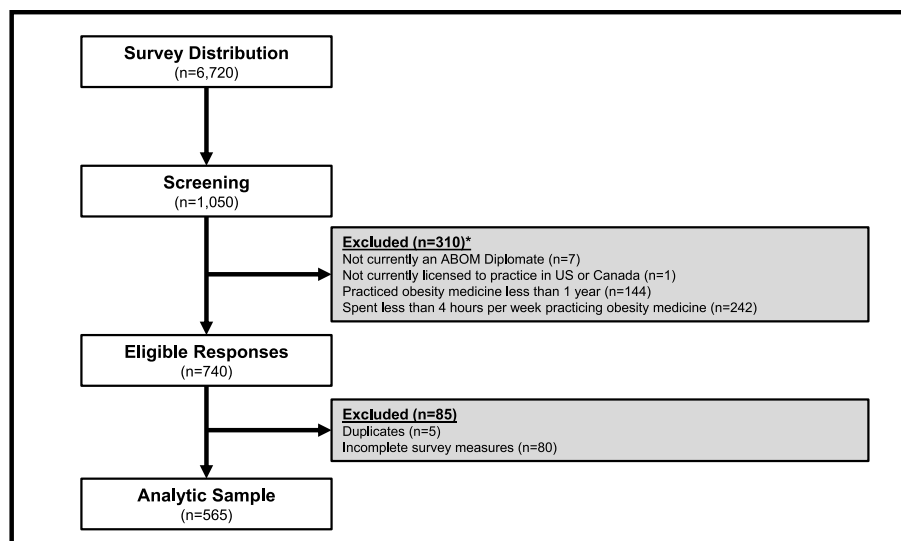 Survey Distribution
(n=6,720)
Screening
(n=1,050)
Excluded (n=310)*
Not currently an ABOM Diplomate (n=7)
Not currently licensed to practice in US or Canada (n=1)
Practiced obesity medicine less than 1 year (n=144)
Spent less than 4 hours per week practicing obesity medicine (n=242)
Eligible Responses
(n=740)
Excluded (n=85)
Duplicates (n=5)
Incomplete survey measures (n=80)
Analytic Sample
(n=565)